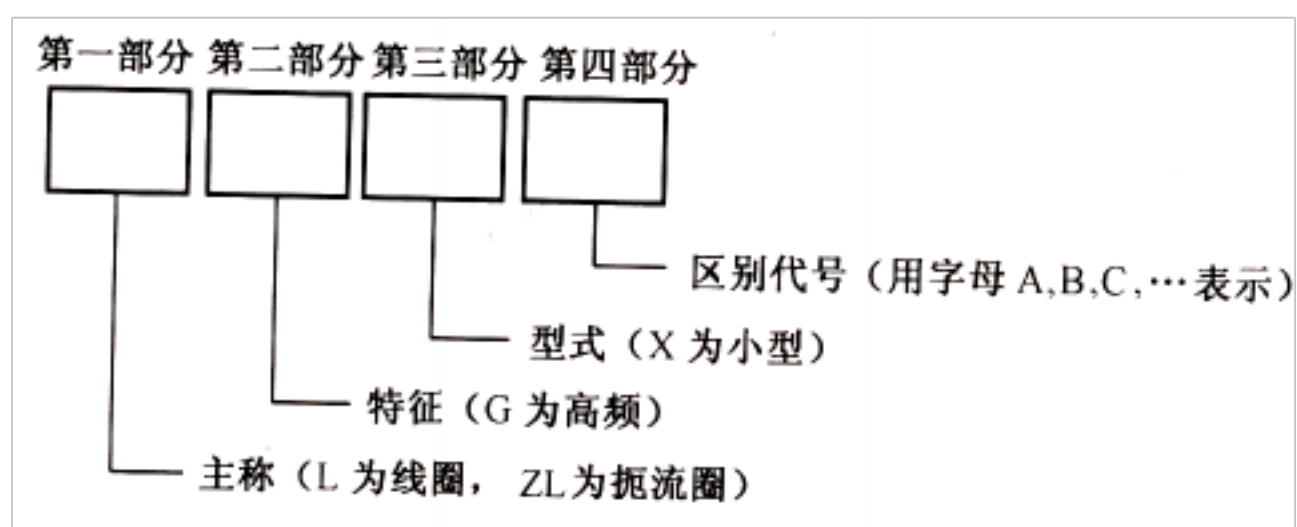 第一部分 第二部分 第三部分 第四部分
区别代号（用字母 A,B,C,…表示）
型式（X 为小型）
特征（G 为高频）
主称（L 为线圈， ZL为扼流圈）